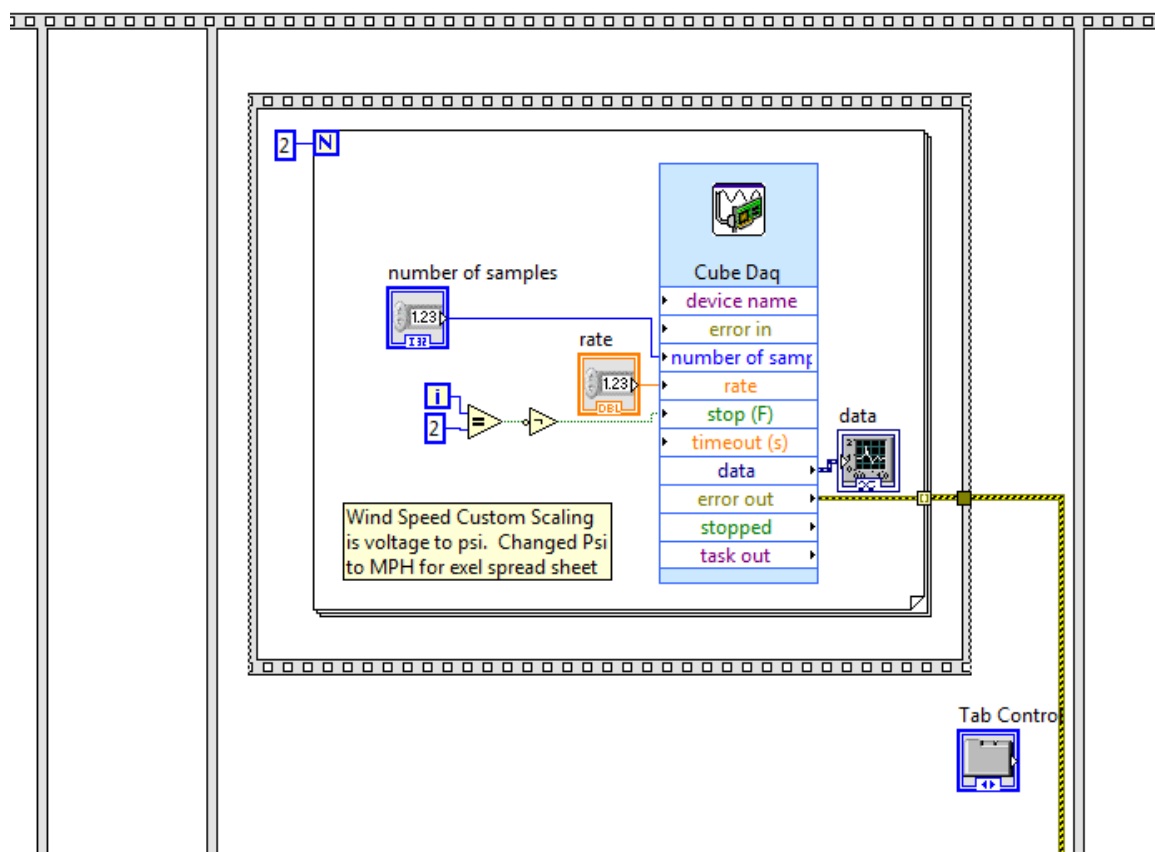 2 N
number of samples
1.23
I32
rate
1.23
DBL
i
2
Cube Daq
device name
error in
number of samp
rate
stop (F)
timeout (s)
data
error out
stopped
task out
data
Wind Speed Custom Scaling
is voltage to psi. Changed Psi
to MPH for exel spread sheet
Tab Control